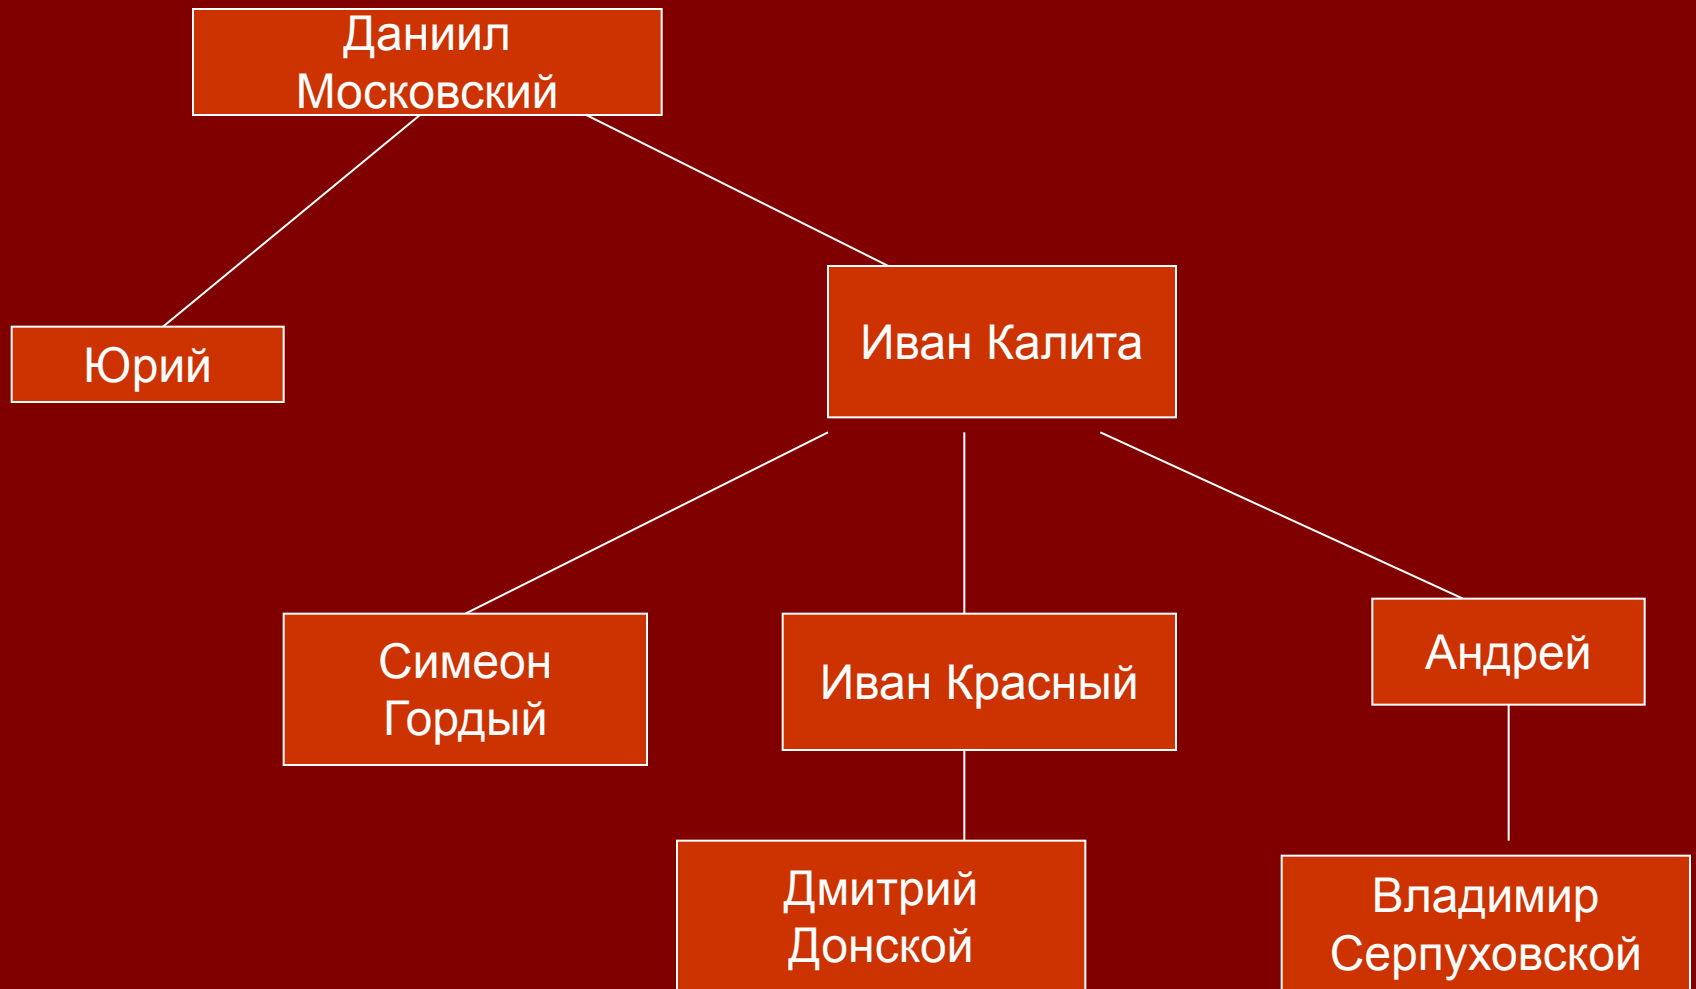 Даниил
Московский
Юрий
Иван Калита
Симеон
Гордый
Иван Красный
Андрей
Дмитрий
Донской
Владимир
Серпуховской